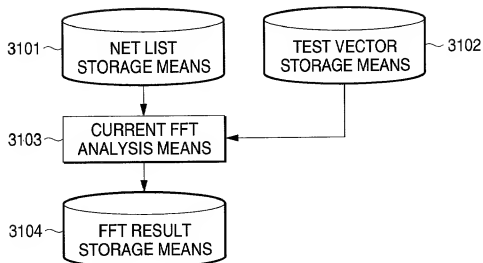 3101
NET LIST
STORAGE MEANS
TEST VECTOR
STORAGE MEANS
3102
3103
CURRENT FFT
ANALYSIS MEANS
3104
FFT RESULT
STORAGE MEANS